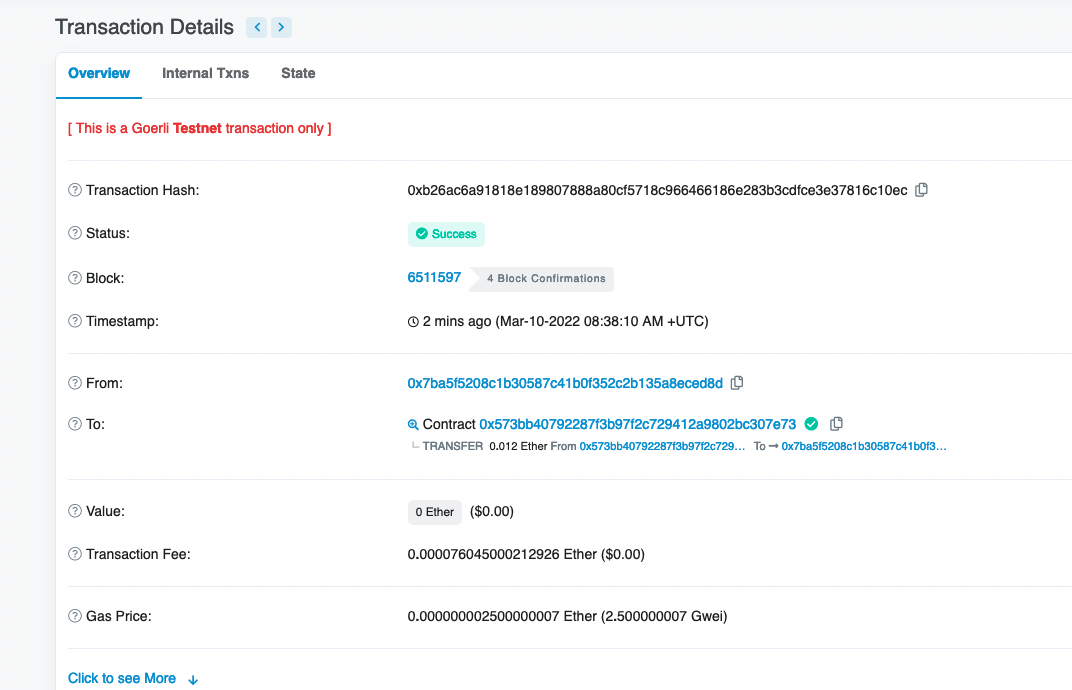 Transaction Details
Overview Internal Txns State
[ This is a Goerli Testnet transaction only ]
Transaction Hash: 0xb26ac6a91818e189807888a80cf5718c966466186e283b3cdfce3e37816c10ec
Status: Success
Block: 6511597 4 Block Confirmations
Timestamp: 2 mins ago (Mar-10-2022 08:38:10 AM +UTC)
From: 0x7ba5f5208c1b30587c41b0f352c2b135a8eced8d
To: Contract 0x573bb40792287f3b97f2c729412a9802bc307e73
TRANSFER 0.012 Ether From 0x573bb40792287f3b97f2c729... To → 0x7ba5f5208c1b30587c41b0f3...
Value: 0 Ether ($0.00)
Transaction Fee: 0.000076045000212926 Ether ($0.00)
Gas Price: 0.000000002500000007 Ether (2.500000007 Gwei)
Click to see More ↓